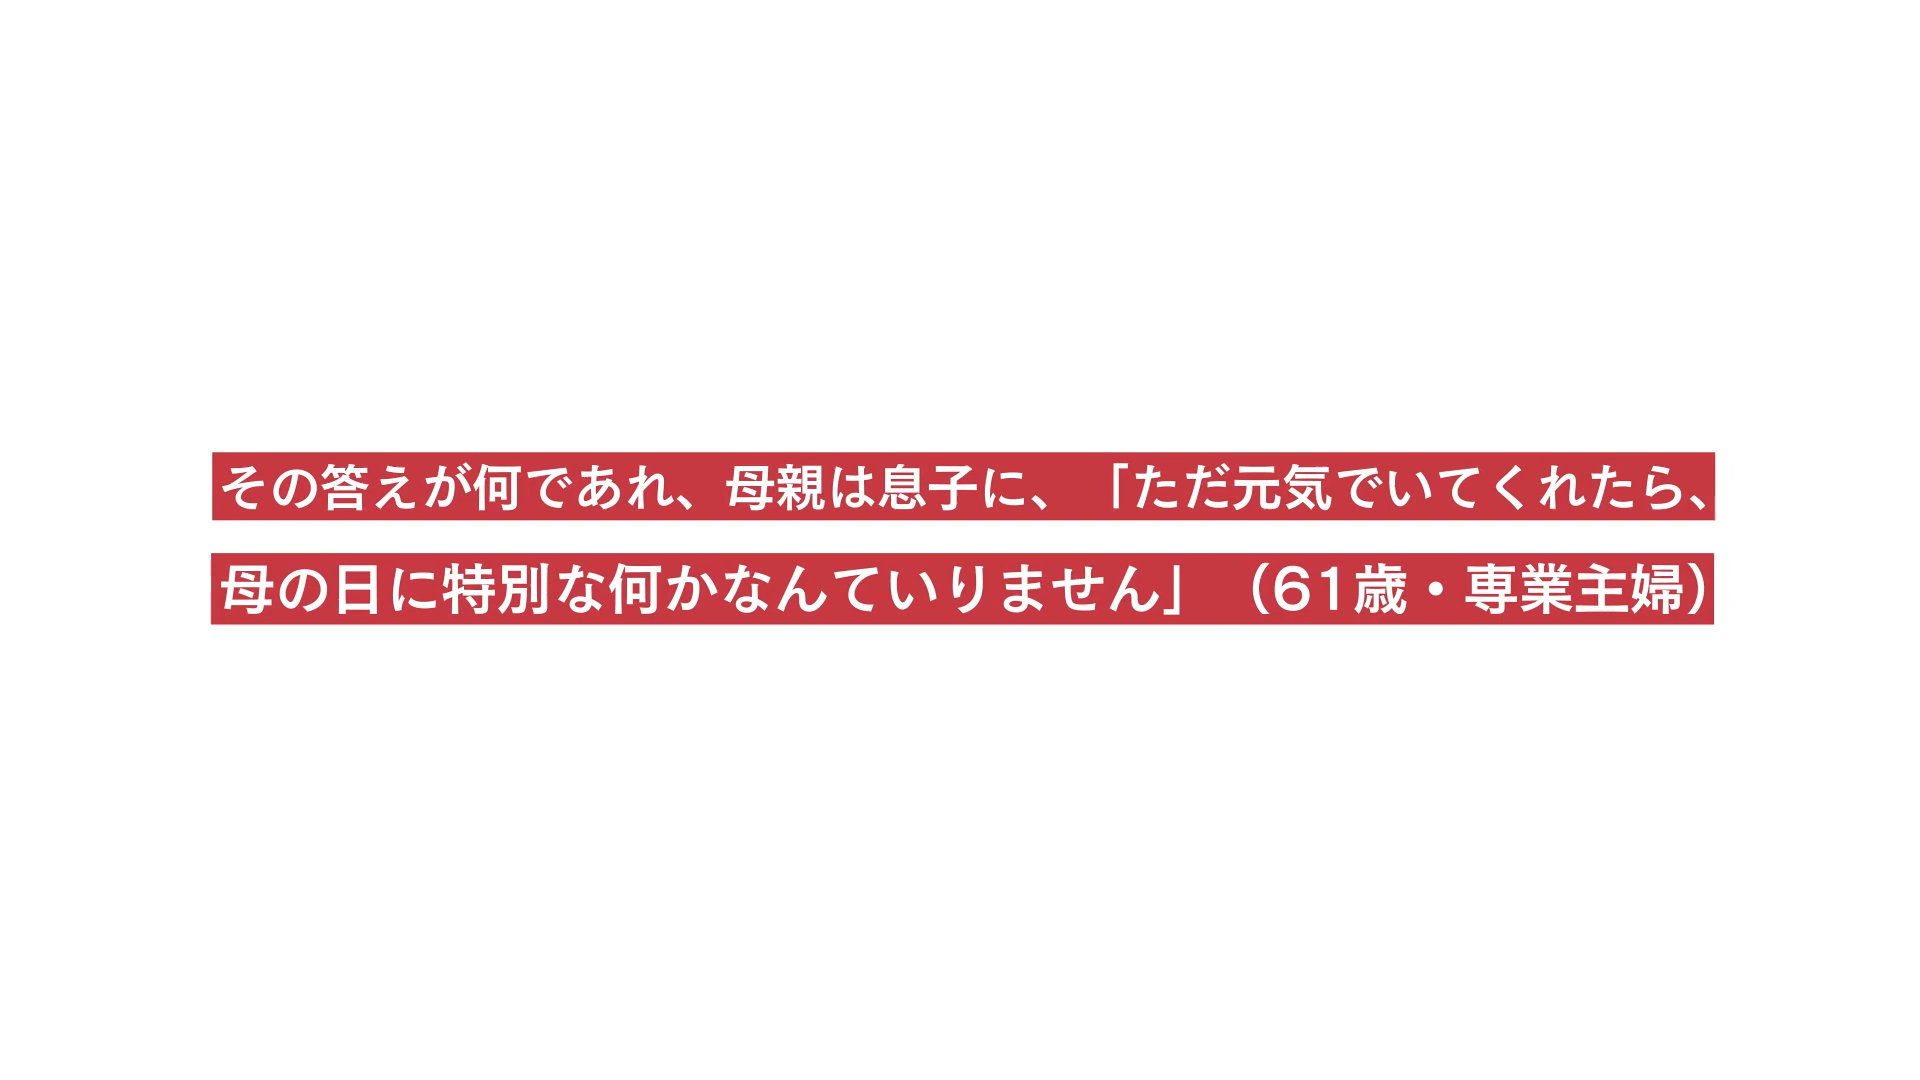 その答えが何であれ、母親は息子に、「ただ元気でいてくれたら、
母の日に特別な何かなんていりません」（61歳・専業主婦）